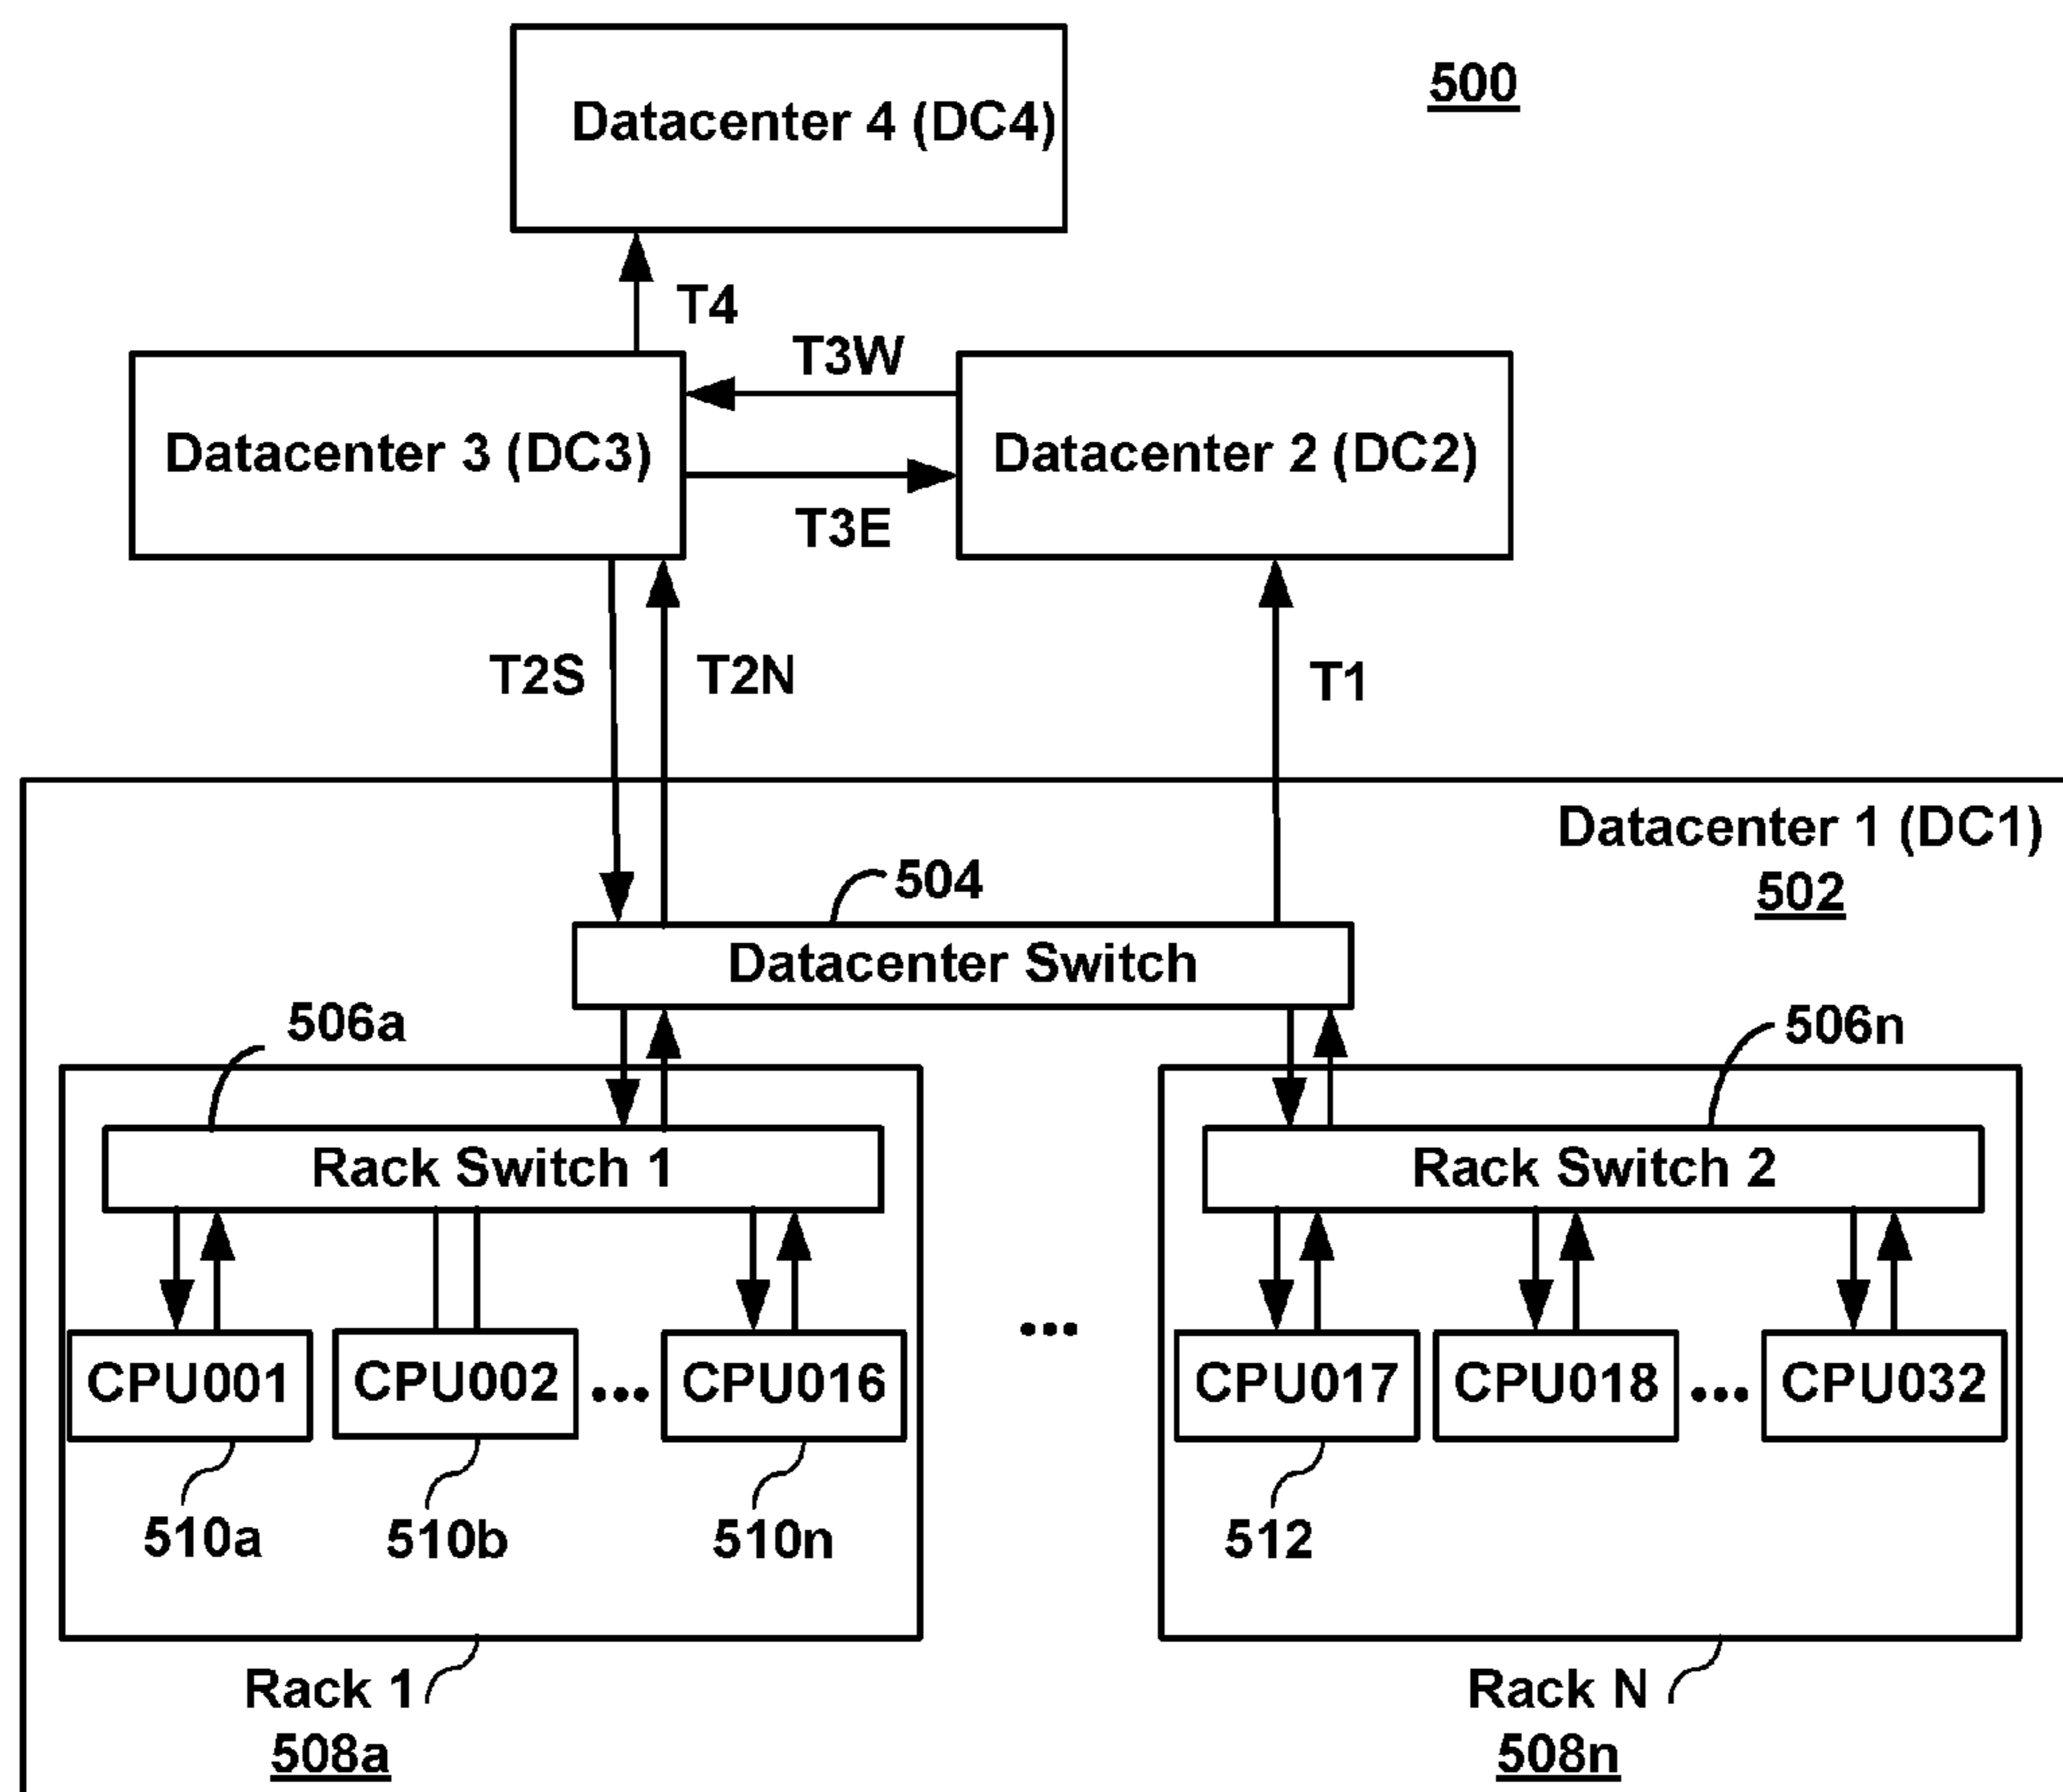 Datacenter 4 (DC4)
500
T4
T3W
Datacenter 3 (DC3)
Datacenter 2 (DC2)
T3E
T2S
T2N
T1
Datacenter 1 (DC1)
502
504
Datacenter Switch
506a
506n
Rack Switch 1
Rack Switch 2
CPU001
CPU002
...
CPU016
...
CPU017
CPU018
...
CPU032
510a
510b
510n
512
Rack 1
508a
Rack N
508n